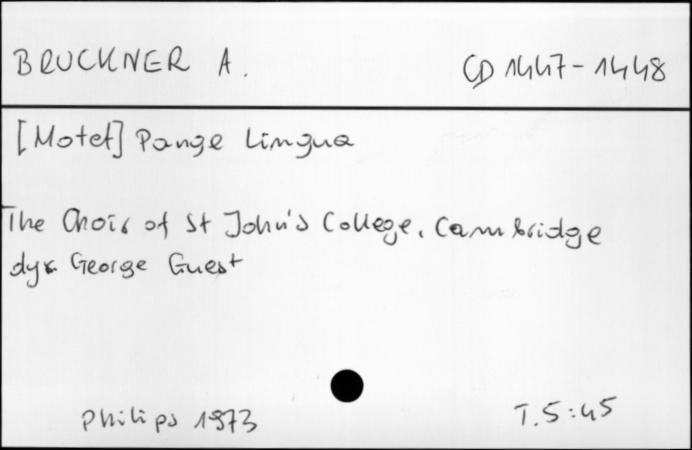 BRUCKNER A. CD 1447-1448
[Motet] Pange Lingua
The Choir of St John's College, Cambridge
dyr. George Guest
Philips 1973 T. 5:45